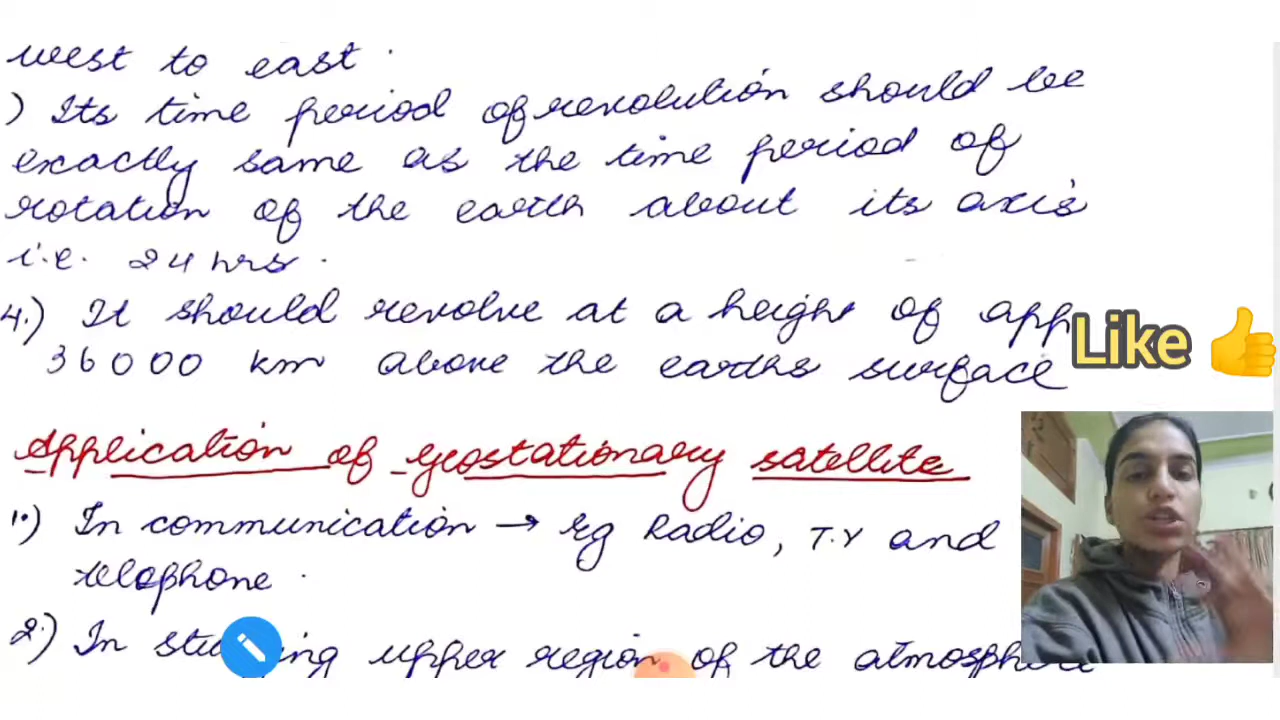 west to east.
) Its time period of revolution should be
exactly same as the time period of
rotation of the earth about its axis
i.e. 24 hrs.
4.) It should revolve at a height of app
36000 km above the earths surface
Like
Application of Geostationary satellite
1.) In communication → Eg Radio, T.V and
telephone.
2.) In upper region of the atmosphere